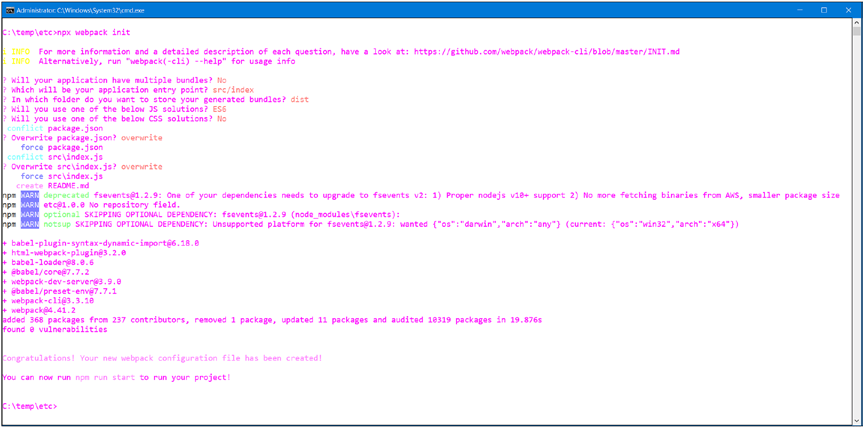 Administrator: C:\Windows\System32\cmd.exe
C:\temp\etc>npx webpack init
i INFO For more information and a detailed description of each question, have a look at: https://github.com/webpack/webpack-cli/blob/master/INIT.md
i INFO Alternatively, run "webpack(-cli) --help" for usage info
? Will your application have multiple bundles? No
? Which will be your application entry point? src/index
? In which folder do you want to store your generated bundles? dist
? Will you use one of the below JS solutions? ES6
? Will you use one of the below CSS solutions? No
conflict package.json
? Overwrite package.json? overwrite
force package.json
conflict src\index.js
? Overwrite src\index.js? overwrite
force src\index.js
create README.md
npm WARN deprecated fsevents@1.2.9: One of your dependencies needs to upgrade to fsevents v2: 1) Proper nodejs v10+ support 2) No more fetching binaries from AWS, smaller package size
npm WARN etc@1.0.0 No repository field.
npm WARN optional SKIPPING OPTIONAL DEPENDENCY: fsevents@1.2.9 (node_modules\fsevents):
npm WARN notsup SKIPPING OPTIONAL DEPENDENCY: Unsupported platform for fsevents@1.2.9: wanted {"os":"darwin","arch":"any"} (current: {"os":"win32","arch":"x64"})
+ babel-plugin-syntax-dynamic-import@6.18.0
+ html-webpack-plugin@3.2.0
+ babel-loader@8.0.6
+ @babel/core@7.7.2
+ webpack-dev-server@3.9.0
+ @babel/preset-env@7.7.1
+ webpack-cli@3.3.10
+ webpack@4.41.2
added 368 packages from 237 contributors, removed 1 package, updated 11 packages and audited 10319 packages in 19.876s
found 0 vulnerabilities
Congratulations! Your new webpack configuration file has been created!
You can now run npm run start to run your project!
C:\temp\etc>